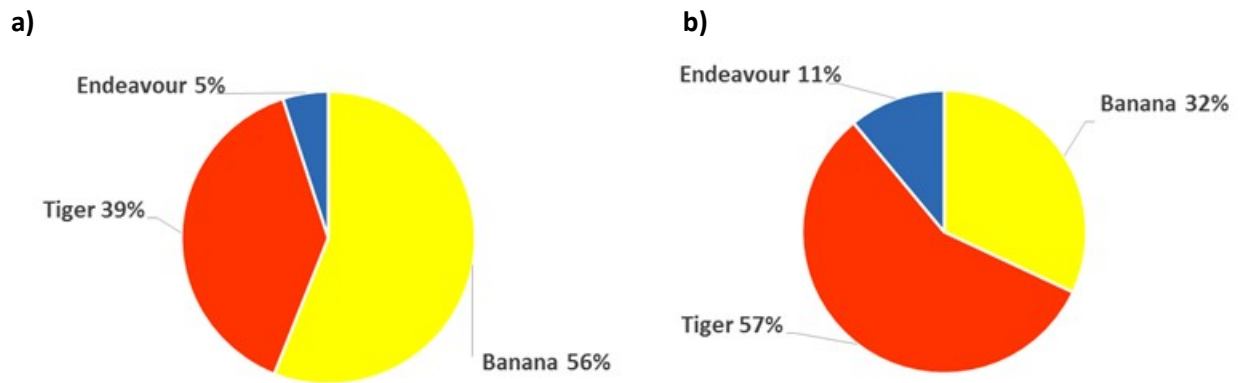 a)
Endeavour 5%
Tiger 39%
Banana 56%
b)
Endeavour 11%
Banana 32%
Tiger 57%